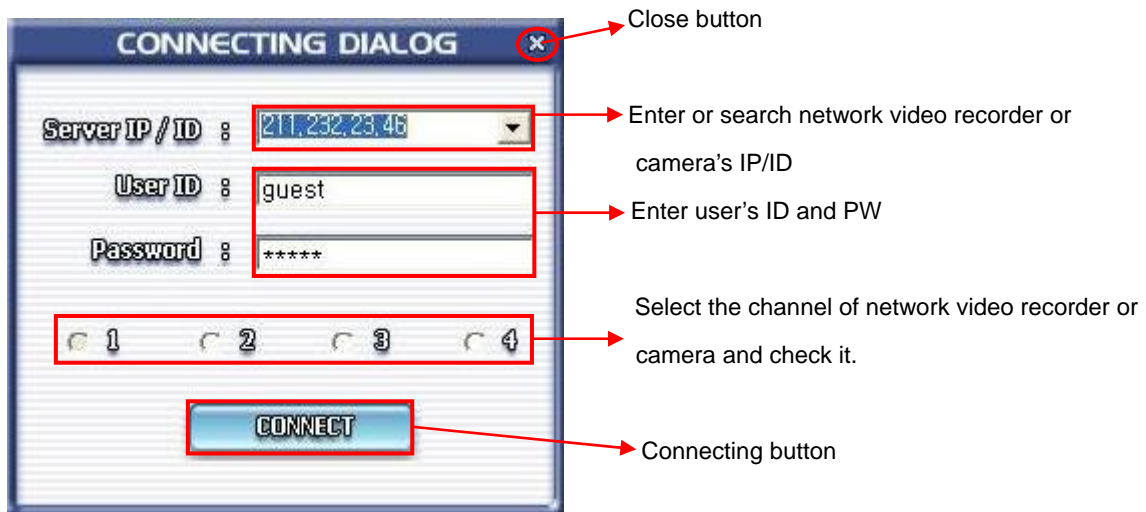 Close button
CONNECTING DIALOG
Enter or search network video recorder or
camera's IP/ID
Server IP / ID : 211,232,23,46
User ID : guest
Enter user's ID and PW
Password : *****
Select the channel of network video recorder or
camera and check it.
1 2 3 4
CONNECT
Connecting button